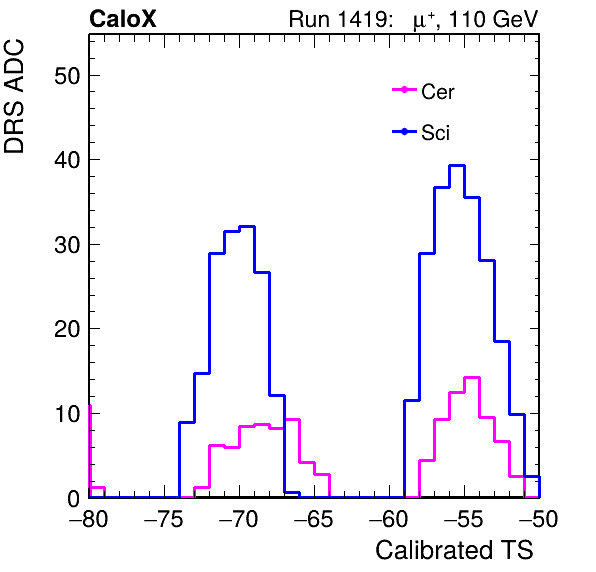 CaloX Run 1419: μ⁺, 110 GeV
DRS ADC
50
40
30
20
10
0
Cer
Sci
−80 −75 −70 −65 −60 −55 −50
Calibrated TS